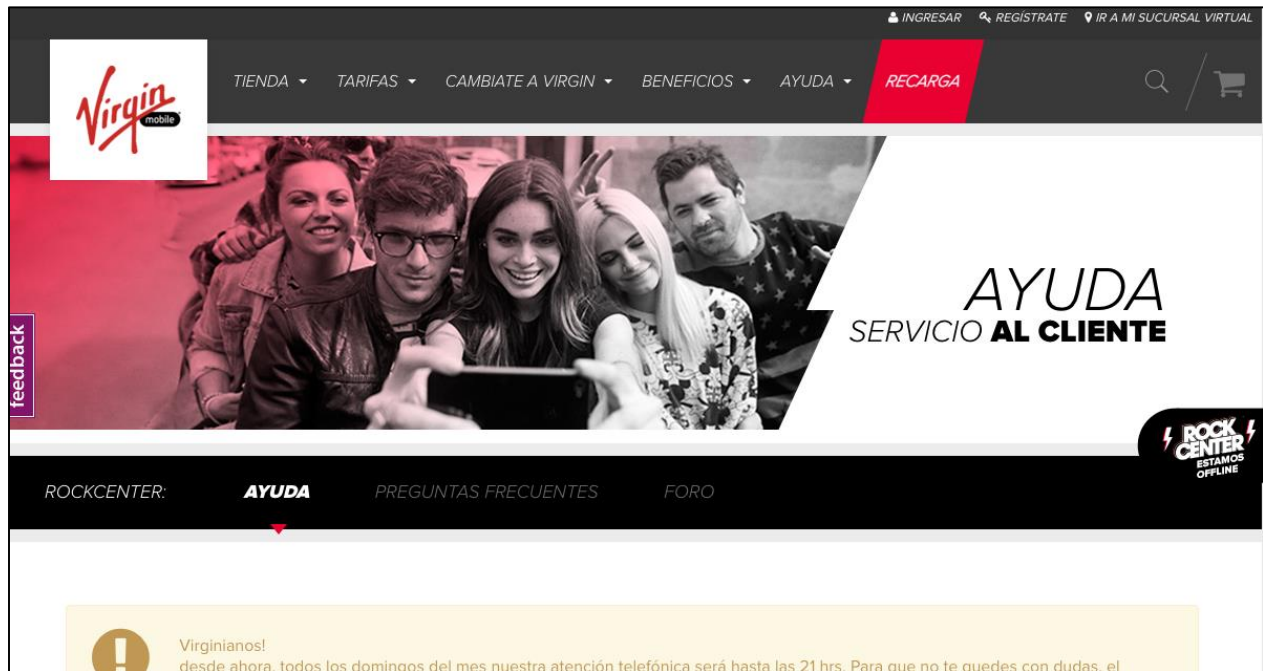 INGRESAR REGÍSTRATE IR A MI SUCURSAL VIRTUAL
Virgin
mobile
TIENDA TARIFAS CAMBIATE A VIRGIN BENEFICIOS AYUDA RECARGA
AYUDA
SERVICIO AL CLIENTE
feedback
ROCK
CENTER
ESTAMOS
OFFLINE
ROCKCENTER: AYUDA PREGUNTAS FRECUENTES FORO
Virginianos!
desde ahora, todos los domingos del mes nuestra atención telefónica será hasta las 21 hrs. Para que no te quedes con dudas, el